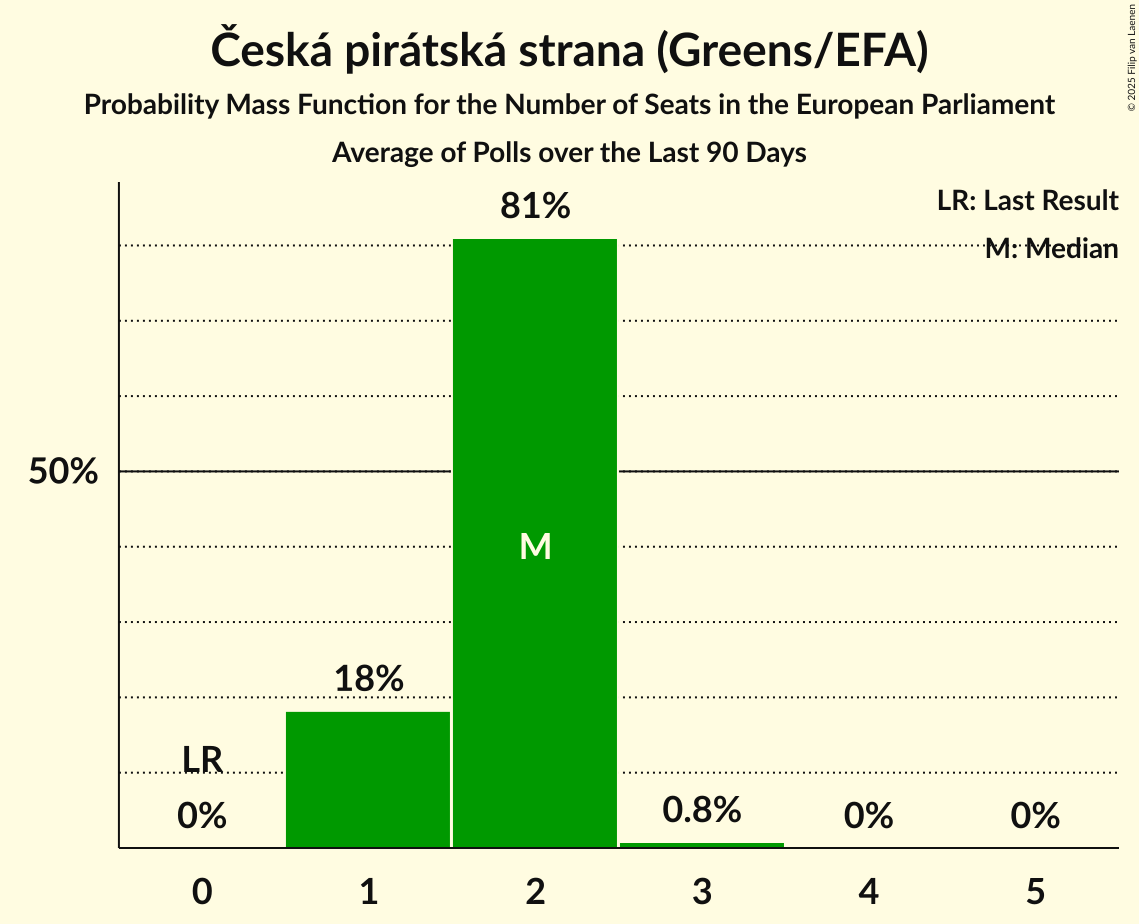 Česká pirátská strana (Greens/EFA)
Probability Mass Function for the Number of Seats in the European Parliament
Average of Polls over the Last 90 Days
© 2025 Filip van Laenen
LR: Last Result
M: Median
81%
50%
M
18%
LR
0%
0.8%
0%
0%
0 1 2 3 4 5